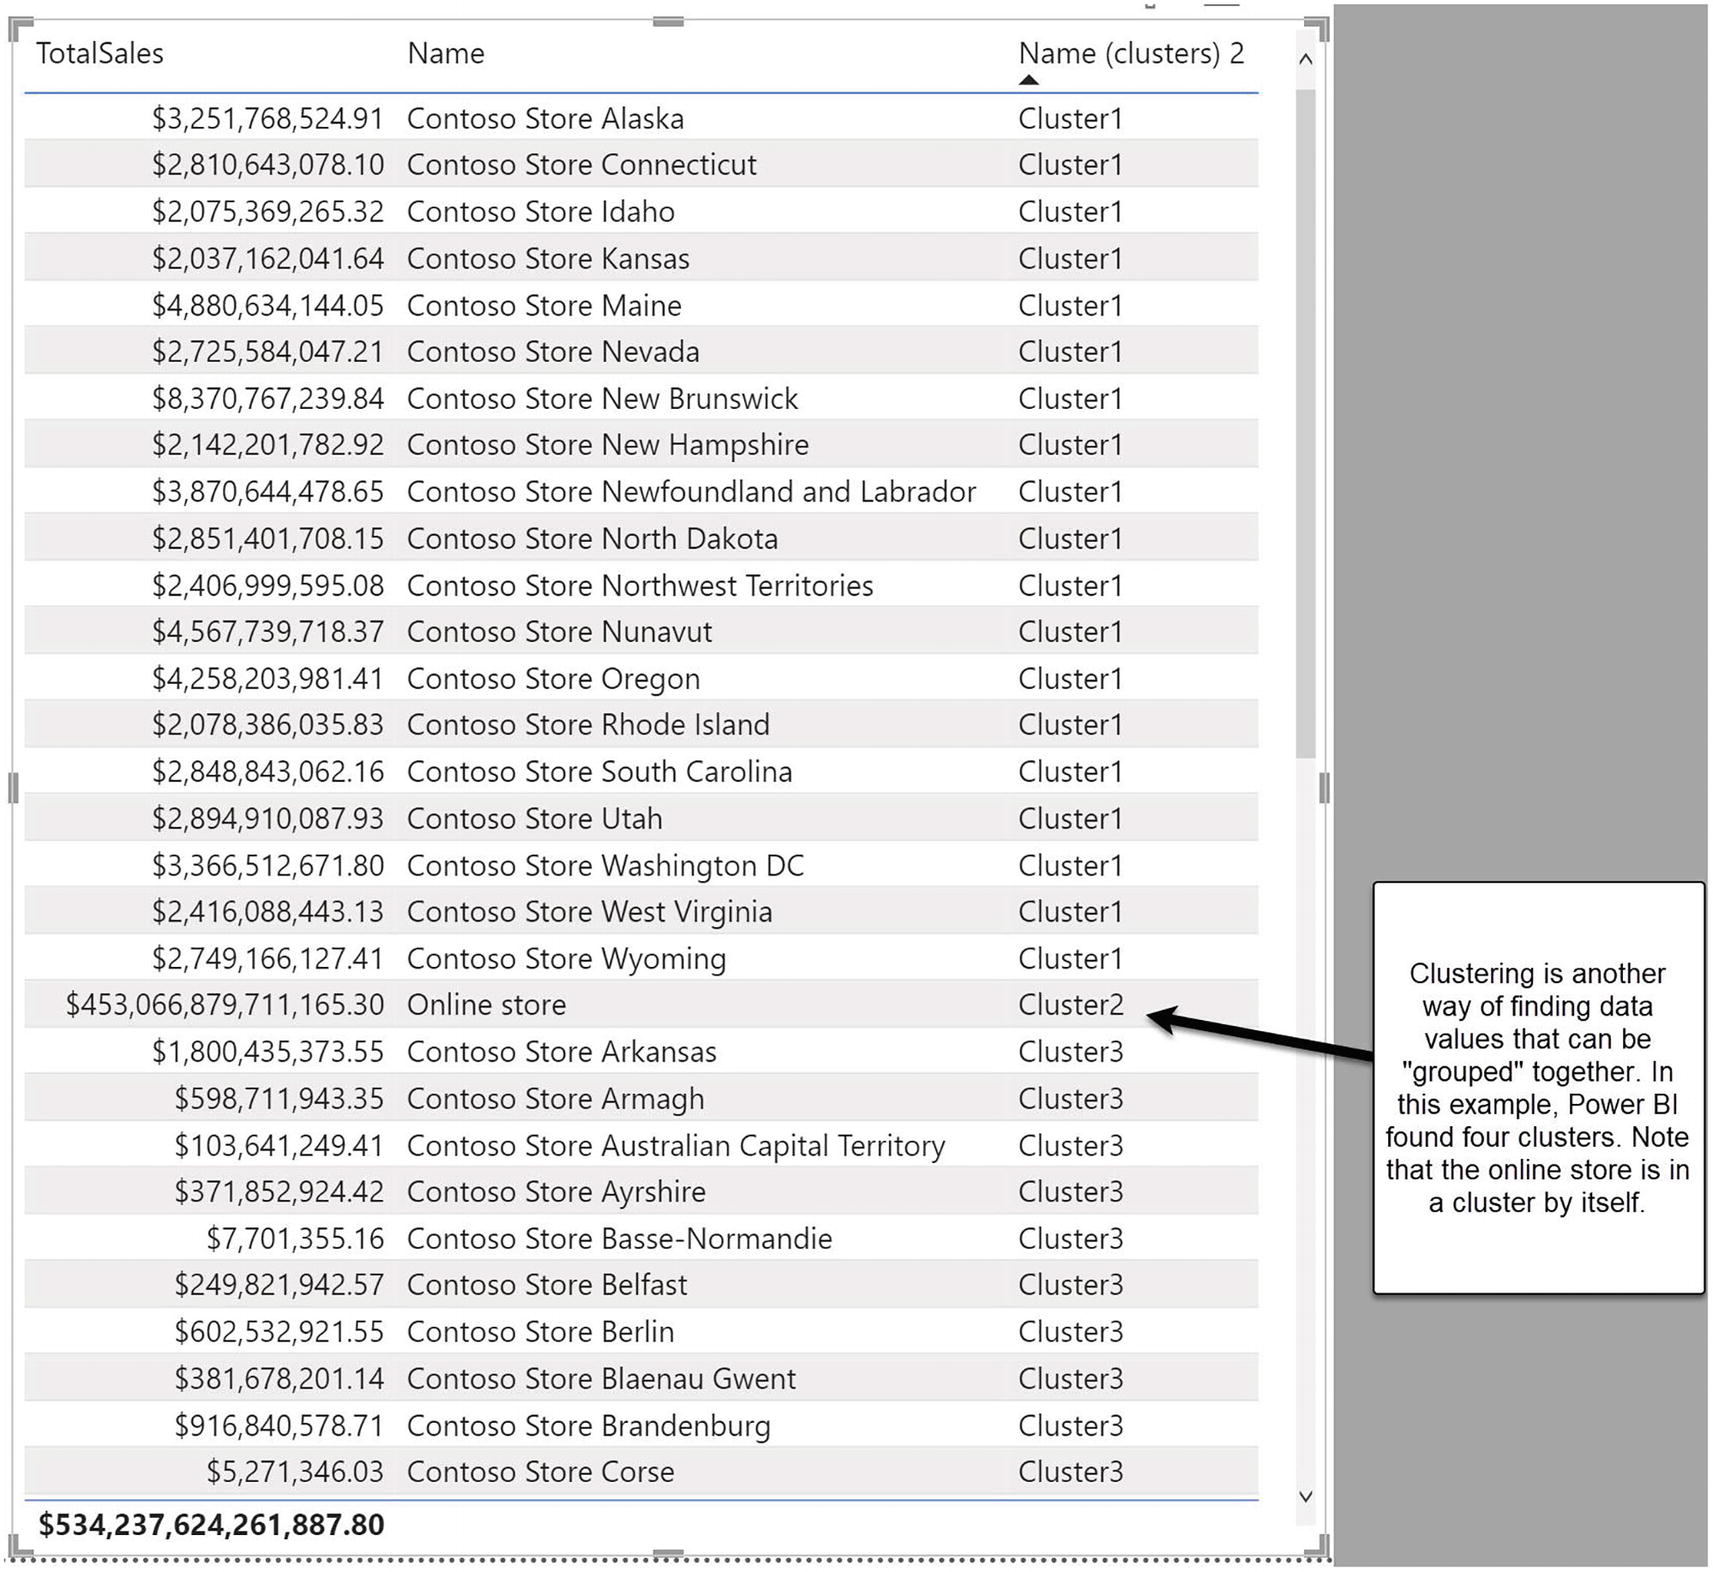 TotalSales Name Name (clusters) 2
$3,251,768,524.91 Contoso Store Alaska Cluster1
$2,810,643,078.10 Contoso Store Connecticut Cluster1
$2,075,369,265.32 Contoso Store Idaho Cluster1
$2,037,162,041.64 Contoso Store Kansas Cluster1
$4,880,634,144.05 Contoso Store Maine Cluster1
$2,725,584,047.21 Contoso Store Nevada Cluster1
$8,370,767,239.84 Contoso Store New Brunswick Cluster1
$2,142,201,782.92 Contoso Store New Hampshire Cluster1
$3,870,644,478.65 Contoso Store Newfoundland and Labrador Cluster1
$2,851,401,708.15 Contoso Store North Dakota Cluster1
$2,406,999,595.08 Contoso Store Northwest Territories Cluster1
$4,567,739,718.37 Contoso Store Nunavut Cluster1
$4,258,203,981.41 Contoso Store Oregon Cluster1
$2,078,386,035.83 Contoso Store Rhode Island Cluster1
$2,848,843,062.16 Contoso Store South Carolina Cluster1
$2,894,910,087.93 Contoso Store Utah Cluster1
$3,366,512,671.80 Contoso Store Washington DC Cluster1
$2,416,088,443.13 Contoso Store West Virginia Cluster1
$2,749,166,127.41 Contoso Store Wyoming Cluster1
$453,066,879,711,165.30 Online store Cluster2
$1,800,435,373.55 Contoso Store Arkansas Cluster3
$598,711,943.35 Contoso Store Armagh Cluster3
$103,641,249.41 Contoso Store Australian Capital Territory Cluster3
$371,852,924.42 Contoso Store Ayrshire Cluster3
$7,701,355.16 Contoso Store Basse-Normandie Cluster3
$249,821,942.57 Contoso Store Belfast Cluster3
$602,532,921.55 Contoso Store Berlin Cluster3
$381,678,201.14 Contoso Store Blaenau Gwent Cluster3
$916,840,578.71 Contoso Store Brandenburg Cluster3
$5,271,346.03 Contoso Store Corse Cluster3
$534,237,624,261,887.80
Clustering is another
way of finding data
values that can be
"grouped" together. In
this example, Power BI
found four clusters. Note
that the online store is in
a cluster by itself.